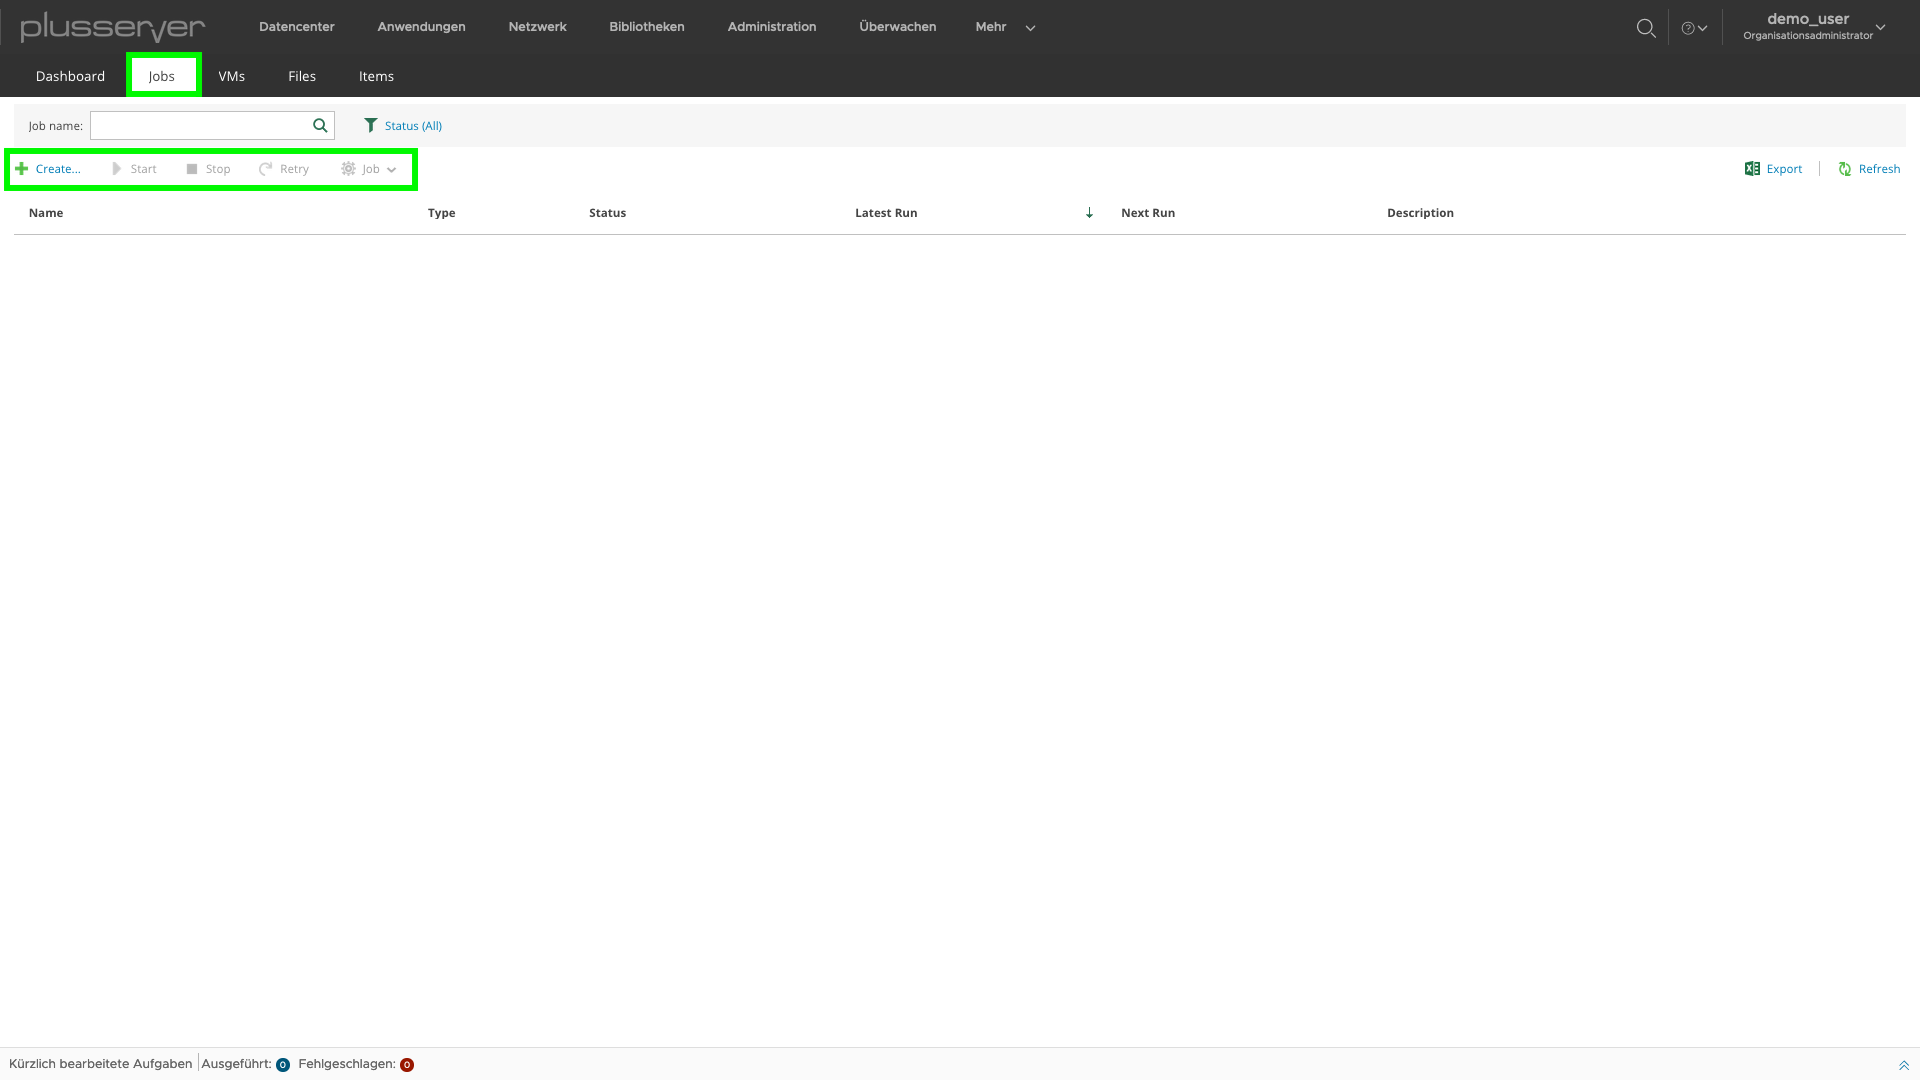 plusserver Datencenter Anwendungen Netzwerk Bibliotheken Administration Überwachen Mehr demo_user
Organisationsadministrator
Dashboard Jobs VMs Files Items
Job name: Status (All)
Create... Start Stop Retry Job Export Refresh
Name Type Status Latest Run Next Run Description
Kürzlich bearbeitete Aufgaben Ausgeführt: 0 Fehlgeschlagen: 0